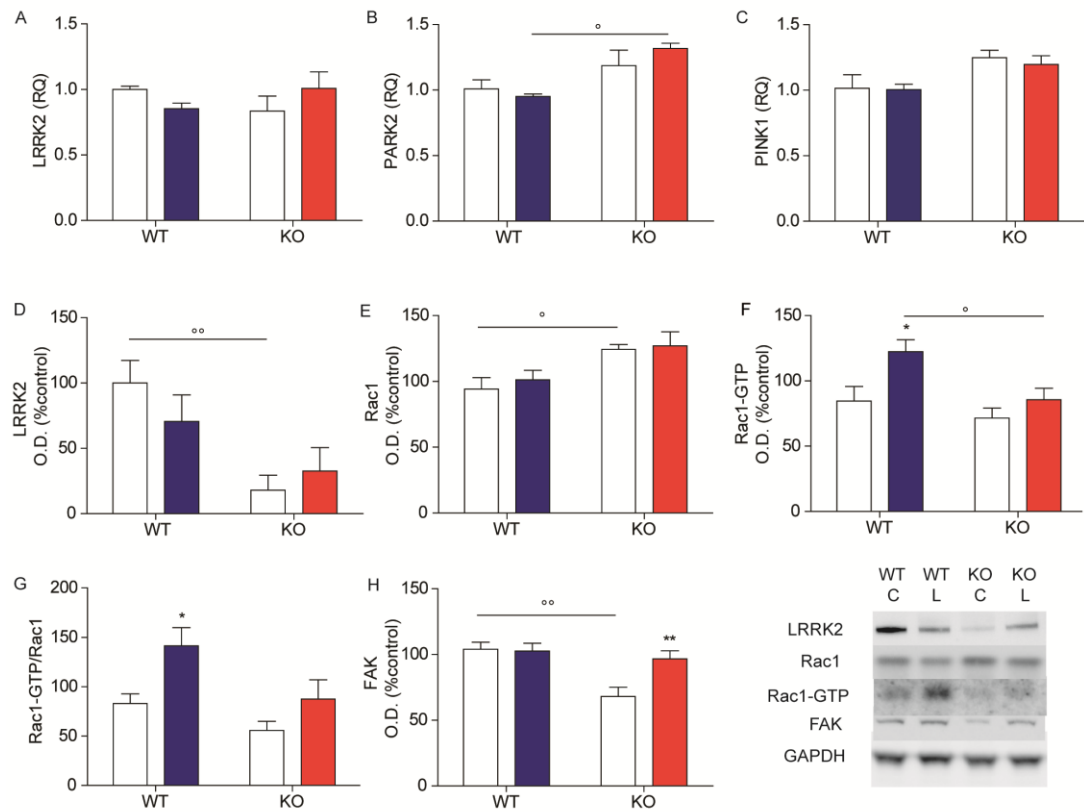 A
LRRK2 (RQ)
1.5
1.0
0.5
0.0
WT KO
B
PARK2 (RQ)
1.5
1.0
0.5
0.0
°
WT KO
C
PINK1 (RQ)
1.5
1.0
0.5
0.0
WT KO
D
LRRK2
O.D. (%control)
150
100
50
0
°°
WT KO
E
Rac1
O.D. (%control)
150
100
50
0
°
WT KO
F
Rac1-GTP
O.D. (%control)
150
100
50
0
°
*
WT KO
G
Rac1-GTP/Rac1
200
150
100
50
0
*
WT KO
H
FAK
O.D. (%control)
150
100
50
0
°°
**
WT KO
WT WT KO KO
C L C L
LRRK2
Rac1
Rac1-GTP
FAK
GAPDH